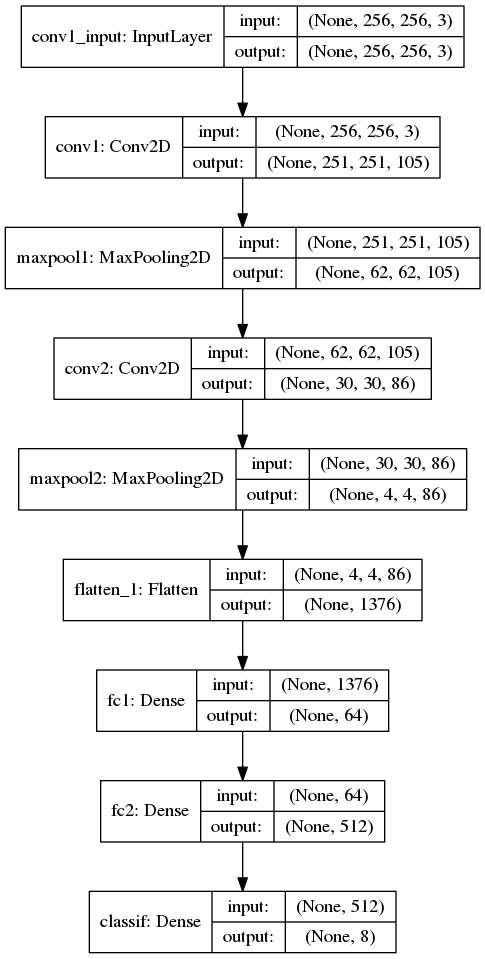 conv1_input: InputLayer
input: (None, 256, 256, 3)
output: (None, 256, 256, 3)
conv1: Conv2D
input: (None, 256, 256, 3)
output: (None, 251, 251, 105)
maxpool1: MaxPooling2D
input: (None, 251, 251, 105)
output: (None, 62, 62, 105)
conv2: Conv2D
input: (None, 62, 62, 105)
output: (None, 30, 30, 86)
maxpool2: MaxPooling2D
input: (None, 30, 30, 86)
output: (None, 4, 4, 86)
flatten_1: Flatten
input: (None, 4, 4, 86)
output: (None, 1376)
fc1: Dense
input: (None, 1376)
output: (None, 64)
fc2: Dense
input: (None, 64)
output: (None, 512)
classif: Dense
input: (None, 512)
output: (None, 8)